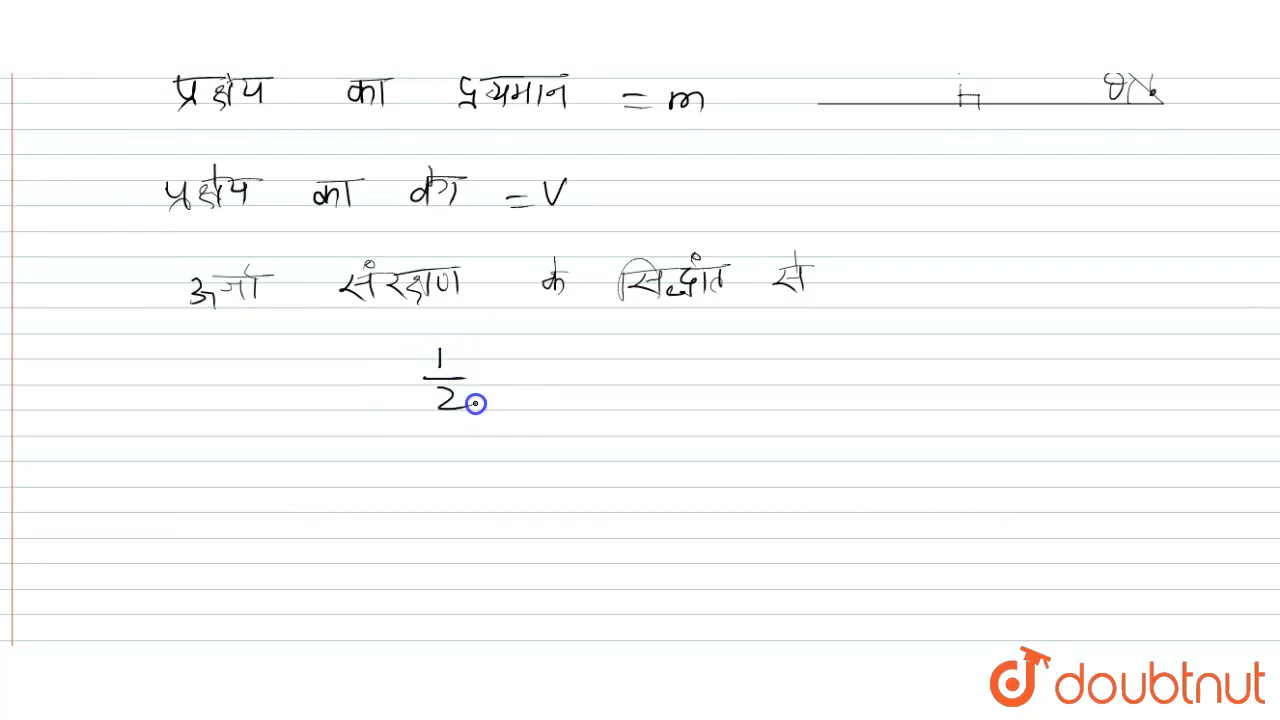 प्रक्षेप्य का द्रव्यमान = m
प्रक्षेप्य का वेग = v
ऊर्जा संरक्षण के सिद्धांत से
1
2
doubtnut